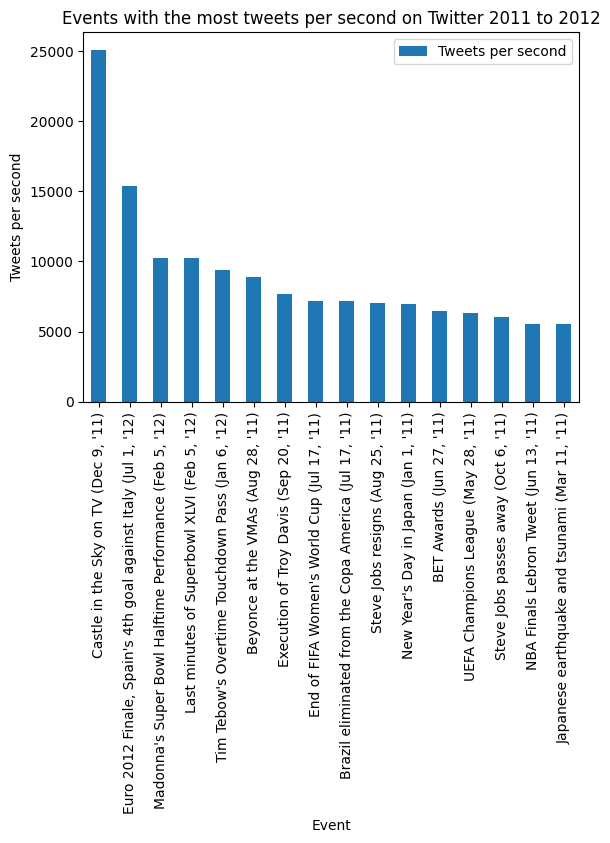 Events with the most tweets per second on Twitter 2011 to 2012
Tweets per second
Tweets per second
25000
20000
15000
10000
5000
0
Castle in the Sky on TV (Dec 9, '11)
Euro 2012 Finale, Spain's 4th goal against Italy (Jul 1, '12)
Madonna's Super Bowl Halftime Performance (Feb 5, '12)
Last minutes of Superbowl XLVI (Feb 5, '12)
Tim Tebow's Overtime Touchdown Pass (Jan 6, '12)
Beyonce at the VMAs (Aug 28, '11)
Execution of Troy Davis (Sep 20, '11)
End of FIFA Women's World Cup (Jul 17, '11)
Brazil eliminated from the Copa America (Jul 17, '11)
Steve Jobs resigns (Aug 25, '11)
New Year's Day in Japan (Jan 1, '11)
BET Awards (Jun 27, '11)
UEFA Champions League (May 28, '11)
Steve Jobs passes away (Oct 6, '11)
NBA Finals Lebron Tweet (Jun 13, '11)
Japanese earthquake and tsunami (Mar 11, '11)
Event